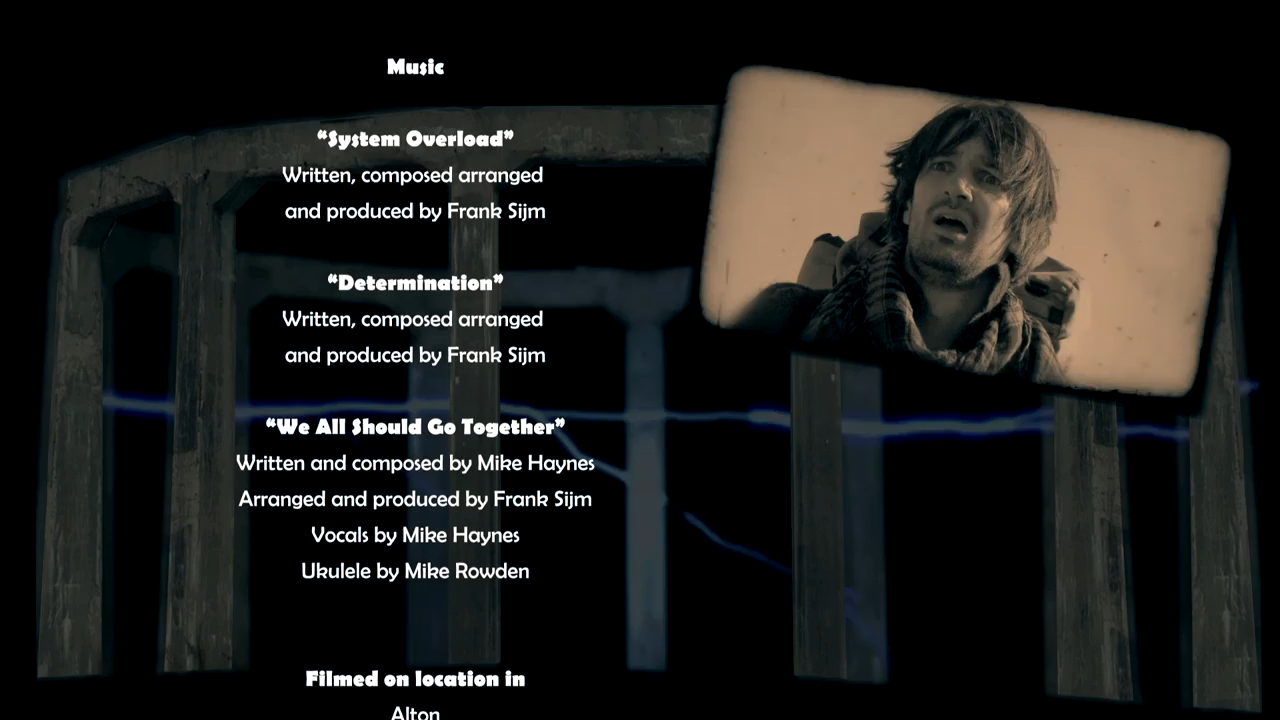 Music
“System Overload”
Written, composed arranged
and produced by Frank Sijm
“Determination”
Written, composed arranged
and produced by Frank Sijm
“We All Should Go Together”
Written and composed by Mike Haynes
Arranged and produced by Frank Sijm
Vocals by Mike Haynes
Ukulele by Mike Rowden
Filmed on location in
Alton